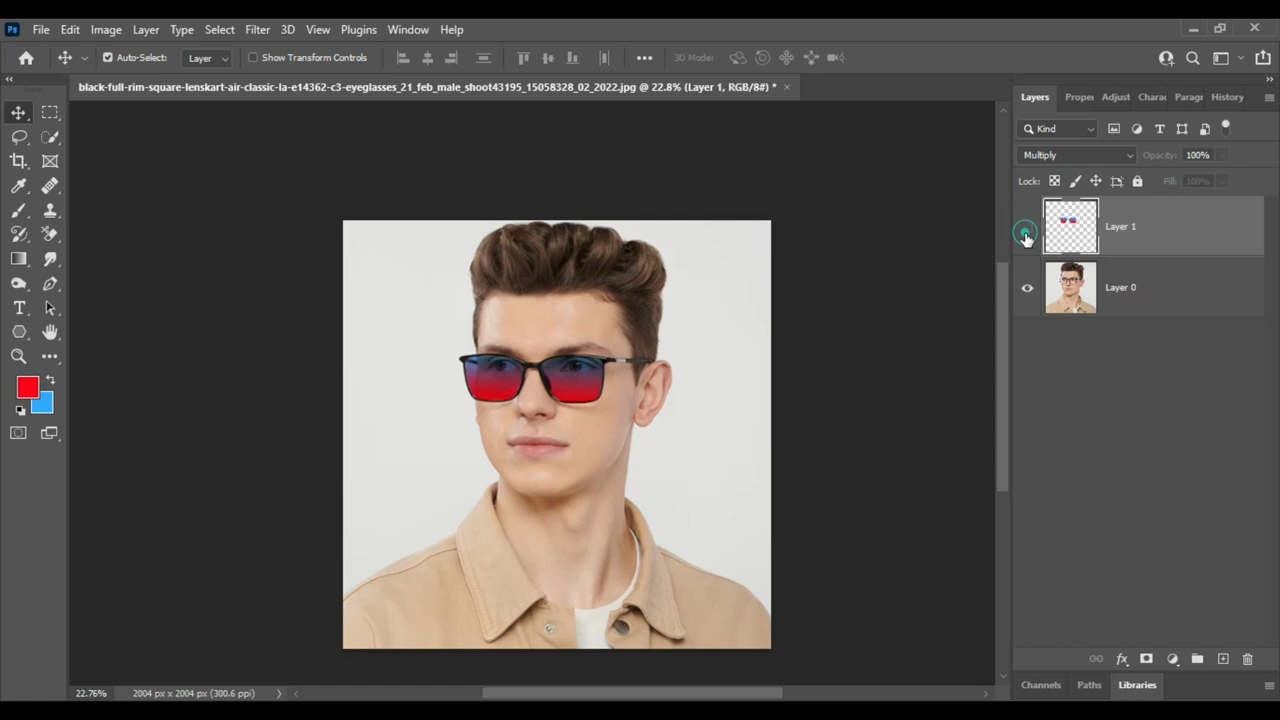 Ps File Edit Image Layer Type Select Filter 3D View Plugins Window Help
Auto-Select: Layer Show Transform Controls 3D Mode:
black-full-rim-square-lenskart-air-classic-la-e14362-c3-eyeglasses_21_feb_male_shoot43195_15058328_02_2022.jpg @ 22.8% (Layer 1, RGB/8#) *
Layers Proper Adjust Charac Paragr History
Kind
Multiply Opacity: 100%
Lock: Fill: 100%
Layer 1
Layer 0
fx
22.76% 2004 px x 2004 px (300.6 ppi)
Channels Paths Libraries